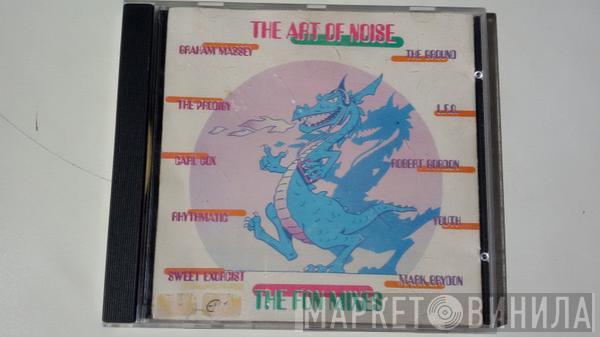 THE ART OF NOISE
GRAHAM MASSEY
THE GROUND
THE PRODIGY
L.F.O.
CARL COX
ROBERT GORDON
RHYTHMATIC
YOUTH
SWEET EXORCIST
MARK BRYDON
THE FON MIXES
МАРКЕТ ВИНИЛА